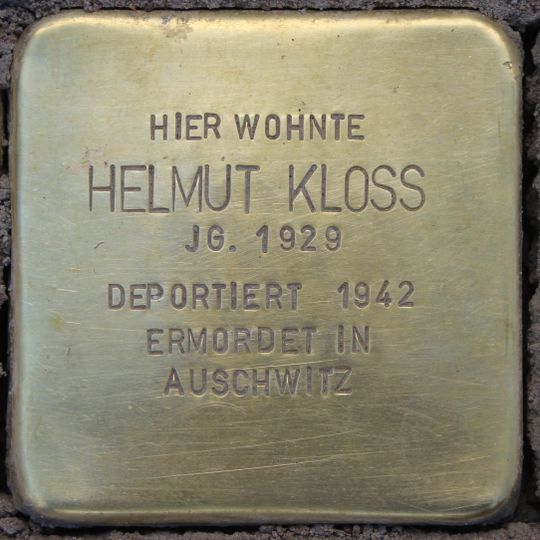 HIER WOHNTE
HELMUT KLOSS
JG. 1929
DEPORTIERT 1942
ERMORDET IN
AUSCHWITZ